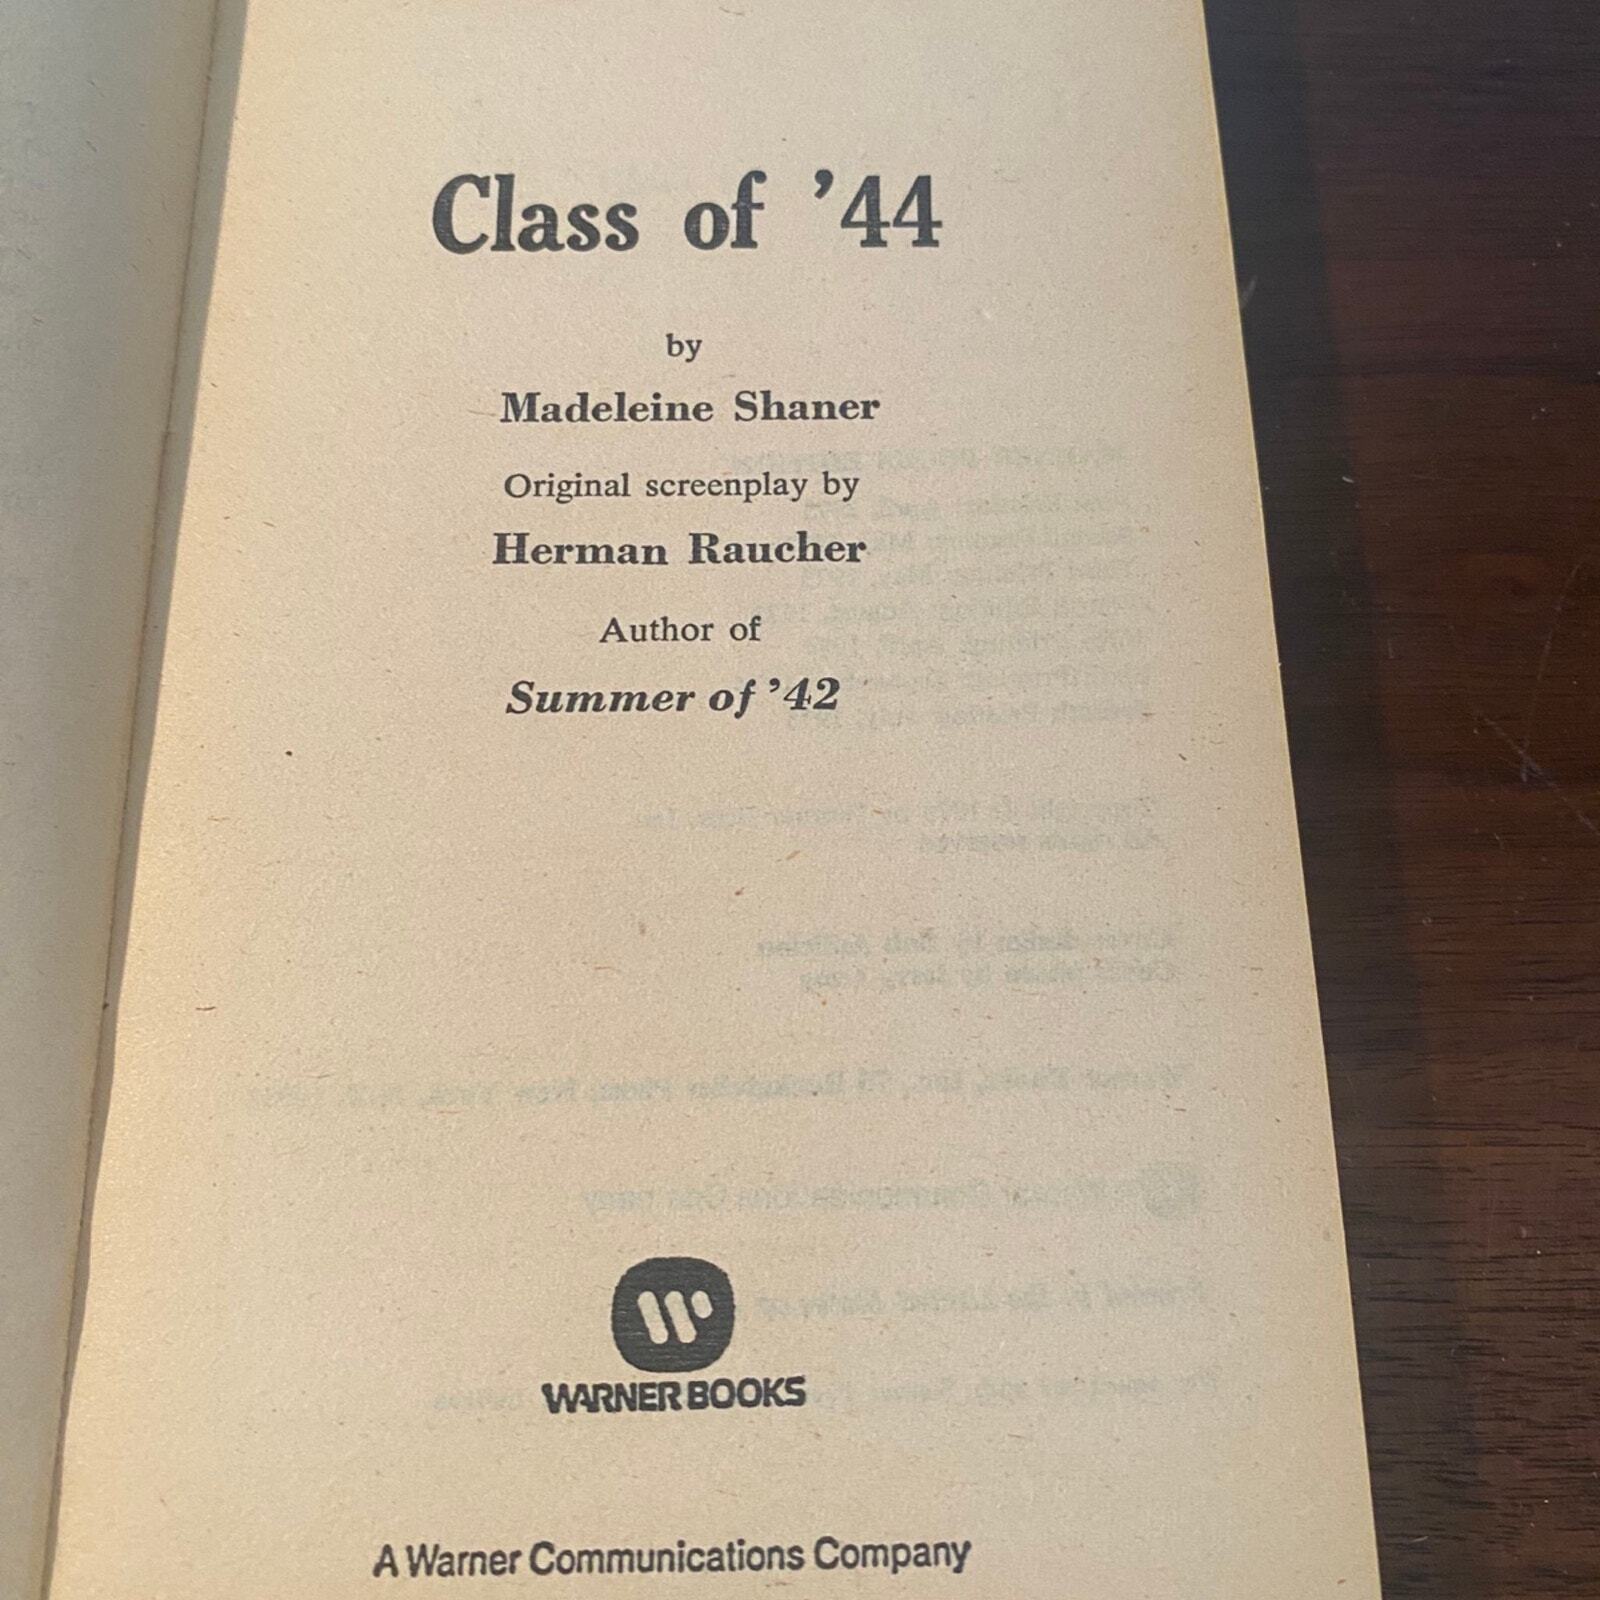 Class of ’44
by
Madeleine Shaner
Original screenplay by
Herman Raucher
Author of
Summer of ’42
WARNER BOOKS
A Warner Communications Company